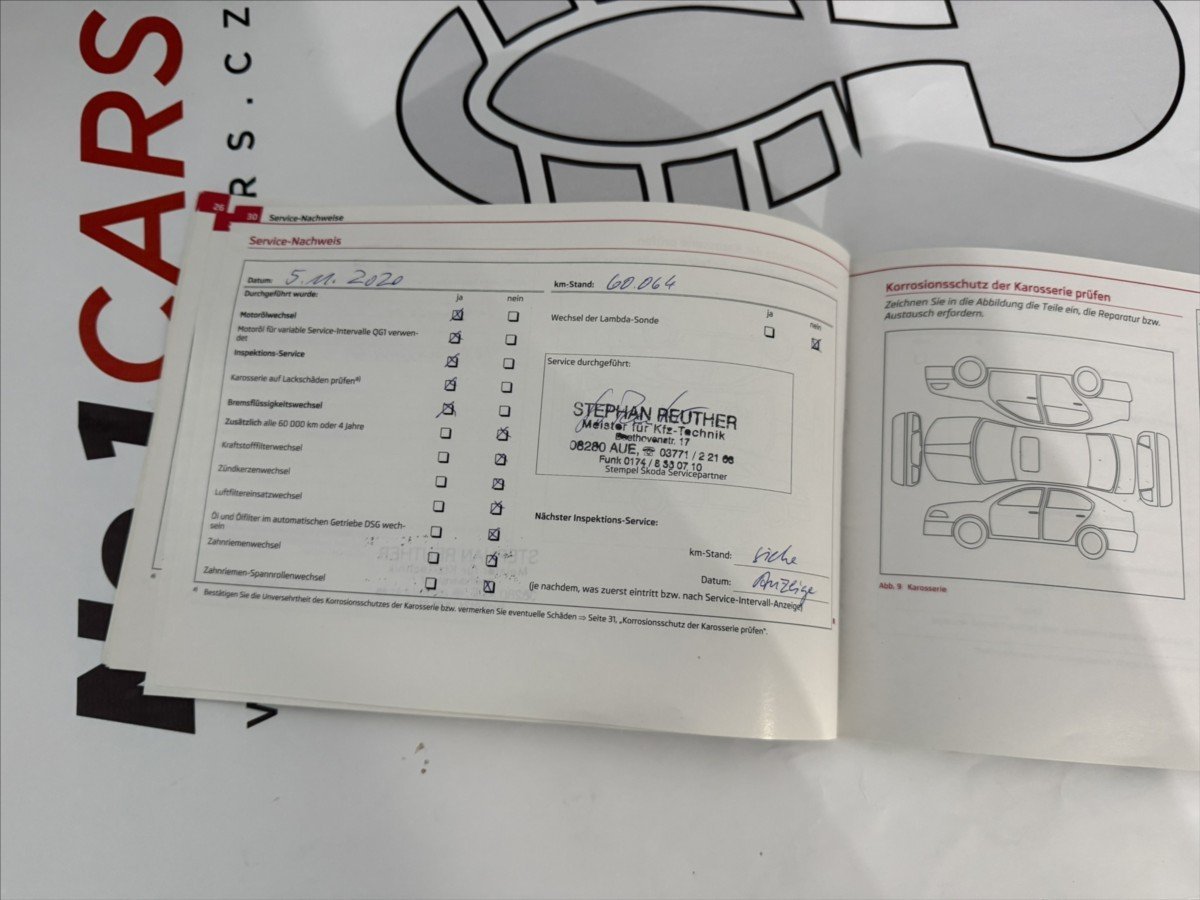 No1 CARS
RS.CZ
26
30 Service-Nachweise
Service-Nachweis
Datum: 5.11.2020
km-Stand: 60.064
Durchgeführt wurde:
ja nein
Motorölwechsel
Motoröl für variable Service-Intervalle QG1 verwen-
det
Inspektions-Service
Karosserie auf Lackschäden prüfen a)
Bremsflüssigkeitswechsel
Zusätzlich alle 60 000 km oder 4 Jahre
Kraftstofffilterwechsel
Zündkerzenwechsel
Luftfiltereinsatzwechsel
Öl und Ölfilter im automatischen Getriebe DSG wech-
seln
Zahnriemenwechsel
Zahnriemen-Spannrollenwechsel
ja nein
Wechsel der Lambda-Sonde
Service durchgeführt:
STEPHAN REUTHER
Meister für Kfz-Technik
Beethovenstr. 17
08280 AUE, ☎ 03771 / 2 21 66
Funk 0174 / 8 33 07 10
Stempel Škoda Servicepartner
Nächster Inspektions-Service:
km-Stand: siehe
Datum: Anzeige
(je nachdem, was zuerst eintritt bzw. nach Service-Intervall-Anzeige)
a) Bestätigen Sie die Unversehrtheit des Korrosionsschutzes der Karosserie bzw. vermerken Sie eventuelle Schäden ⇒ Seite 31, „Korrosionsschutz der Karosserie prüfen".
Korrosionsschutz der Karosserie prüfen
Zeichnen Sie in die Abbildung die Teile ein, die Reparatur bzw.
Austausch erfordern.
Abb. 9 Karosserie